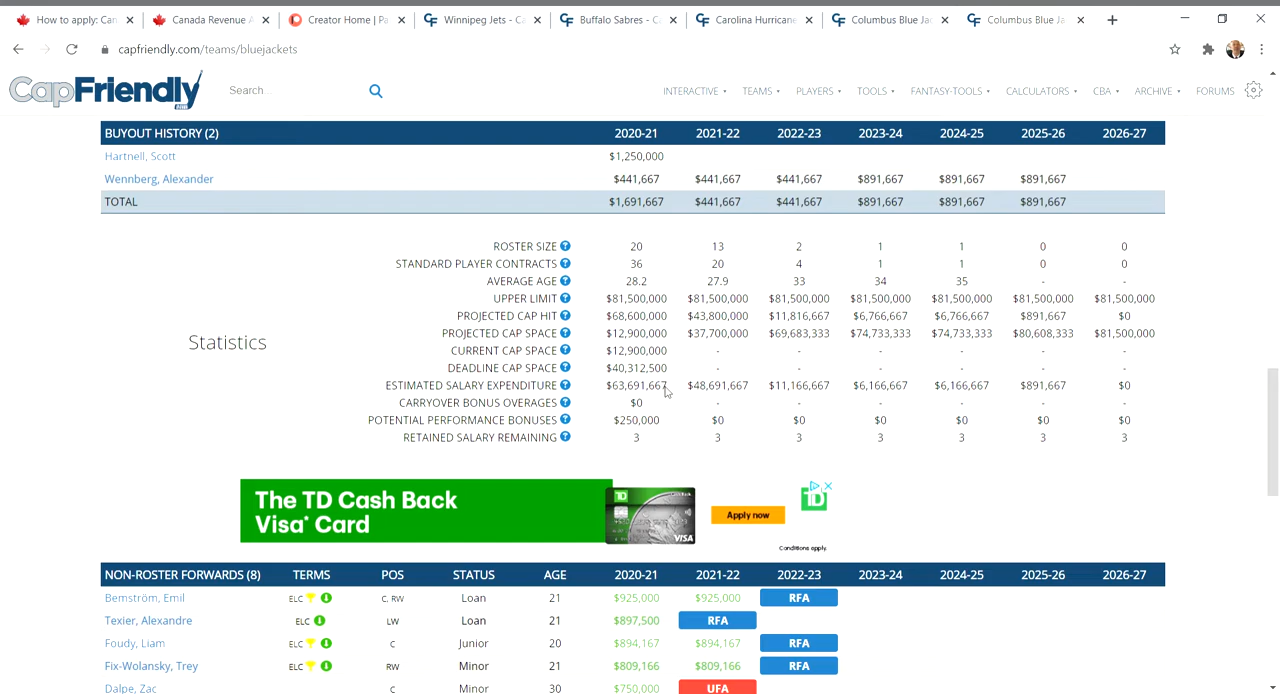 How to apply: Can
Canada Revenue A
Creator Home | Pa
Winnipeg Jets - Ca
Buffalo Sabres - C
Carolina Hurricane
Columbus Blue Ja
Columbus Blue Ja
capfriendly.com/teams/bluejackets
CapFriendly
Search...
INTERACTIVE TEAMS PLAYERS TOOLS FANTASY-TOOLS CALCULATORS CBA ARCHIVE FORUMS
BUYOUT HISTORY (2) 2020-21 2021-22 2022-23 2023-24 2024-25 2025-26 2026-27
Hartnell, Scott $1,250,000
Wennberg, Alexander $441,667 $441,667 $441,667 $891,667 $891,667 $891,667
TOTAL $1,691,667 $441,667 $441,667 $891,667 $891,667 $891,667
Statistics
ROSTER SIZE ? 20 13 2 1 1 0 0
STANDARD PLAYER CONTRACTS ? 36 20 4 1 1 0 0
AVERAGE AGE ? 28.2 27.9 33 34 35 - -
UPPER LIMIT ? $81,500,000 $81,500,000 $81,500,000 $81,500,000 $81,500,000 $81,500,000 $81,500,000
PROJECTED CAP HIT ? $68,600,000 $43,800,000 $11,816,667 $6,766,667 $6,766,667 $891,667 $0
PROJECTED CAP SPACE ? $12,900,000 $37,700,000 $69,683,333 $74,733,333 $74,733,333 $80,608,333 $81,500,000
CURRENT CAP SPACE ? $12,900,000 - - - - - -
DEADLINE CAP SPACE ? $40,312,500 - - - - - -
ESTIMATED SALARY EXPENDITURE ? $63,691,667 $48,691,667 $11,166,667 $6,166,667 $6,166,667 $891,667 $0
CARRYOVER BONUS OVERAGES ? $0 - - - - - -
POTENTIAL PERFORMANCE BONUSES ? $250,000 $0 $0 $0 $0 $0 $0
RETAINED SALARY REMAINING ? 3 3 3 3 3 3 3
The TD Cash Back
Visa* Card
TD
VISA
Apply now
TD
Conditions apply.
NON-ROSTER FORWARDS (8) TERMS POS STATUS AGE 2020-21 2021-22 2022-23 2023-24 2024-25 2025-26 2026-27
Bemström, Emil ELC C, RW Loan 21 $925,000 $925,000 RFA
Texier, Alexandre ELC LW Loan 21 $897,500 RFA
Foudy, Liam ELC C Junior 20 $894,167 $894,167 RFA
Fix-Wolansky, Trey ELC RW Minor 21 $809,166 $809,166 RFA
Dalpe, Zac C Minor 30 $750,000 UFA